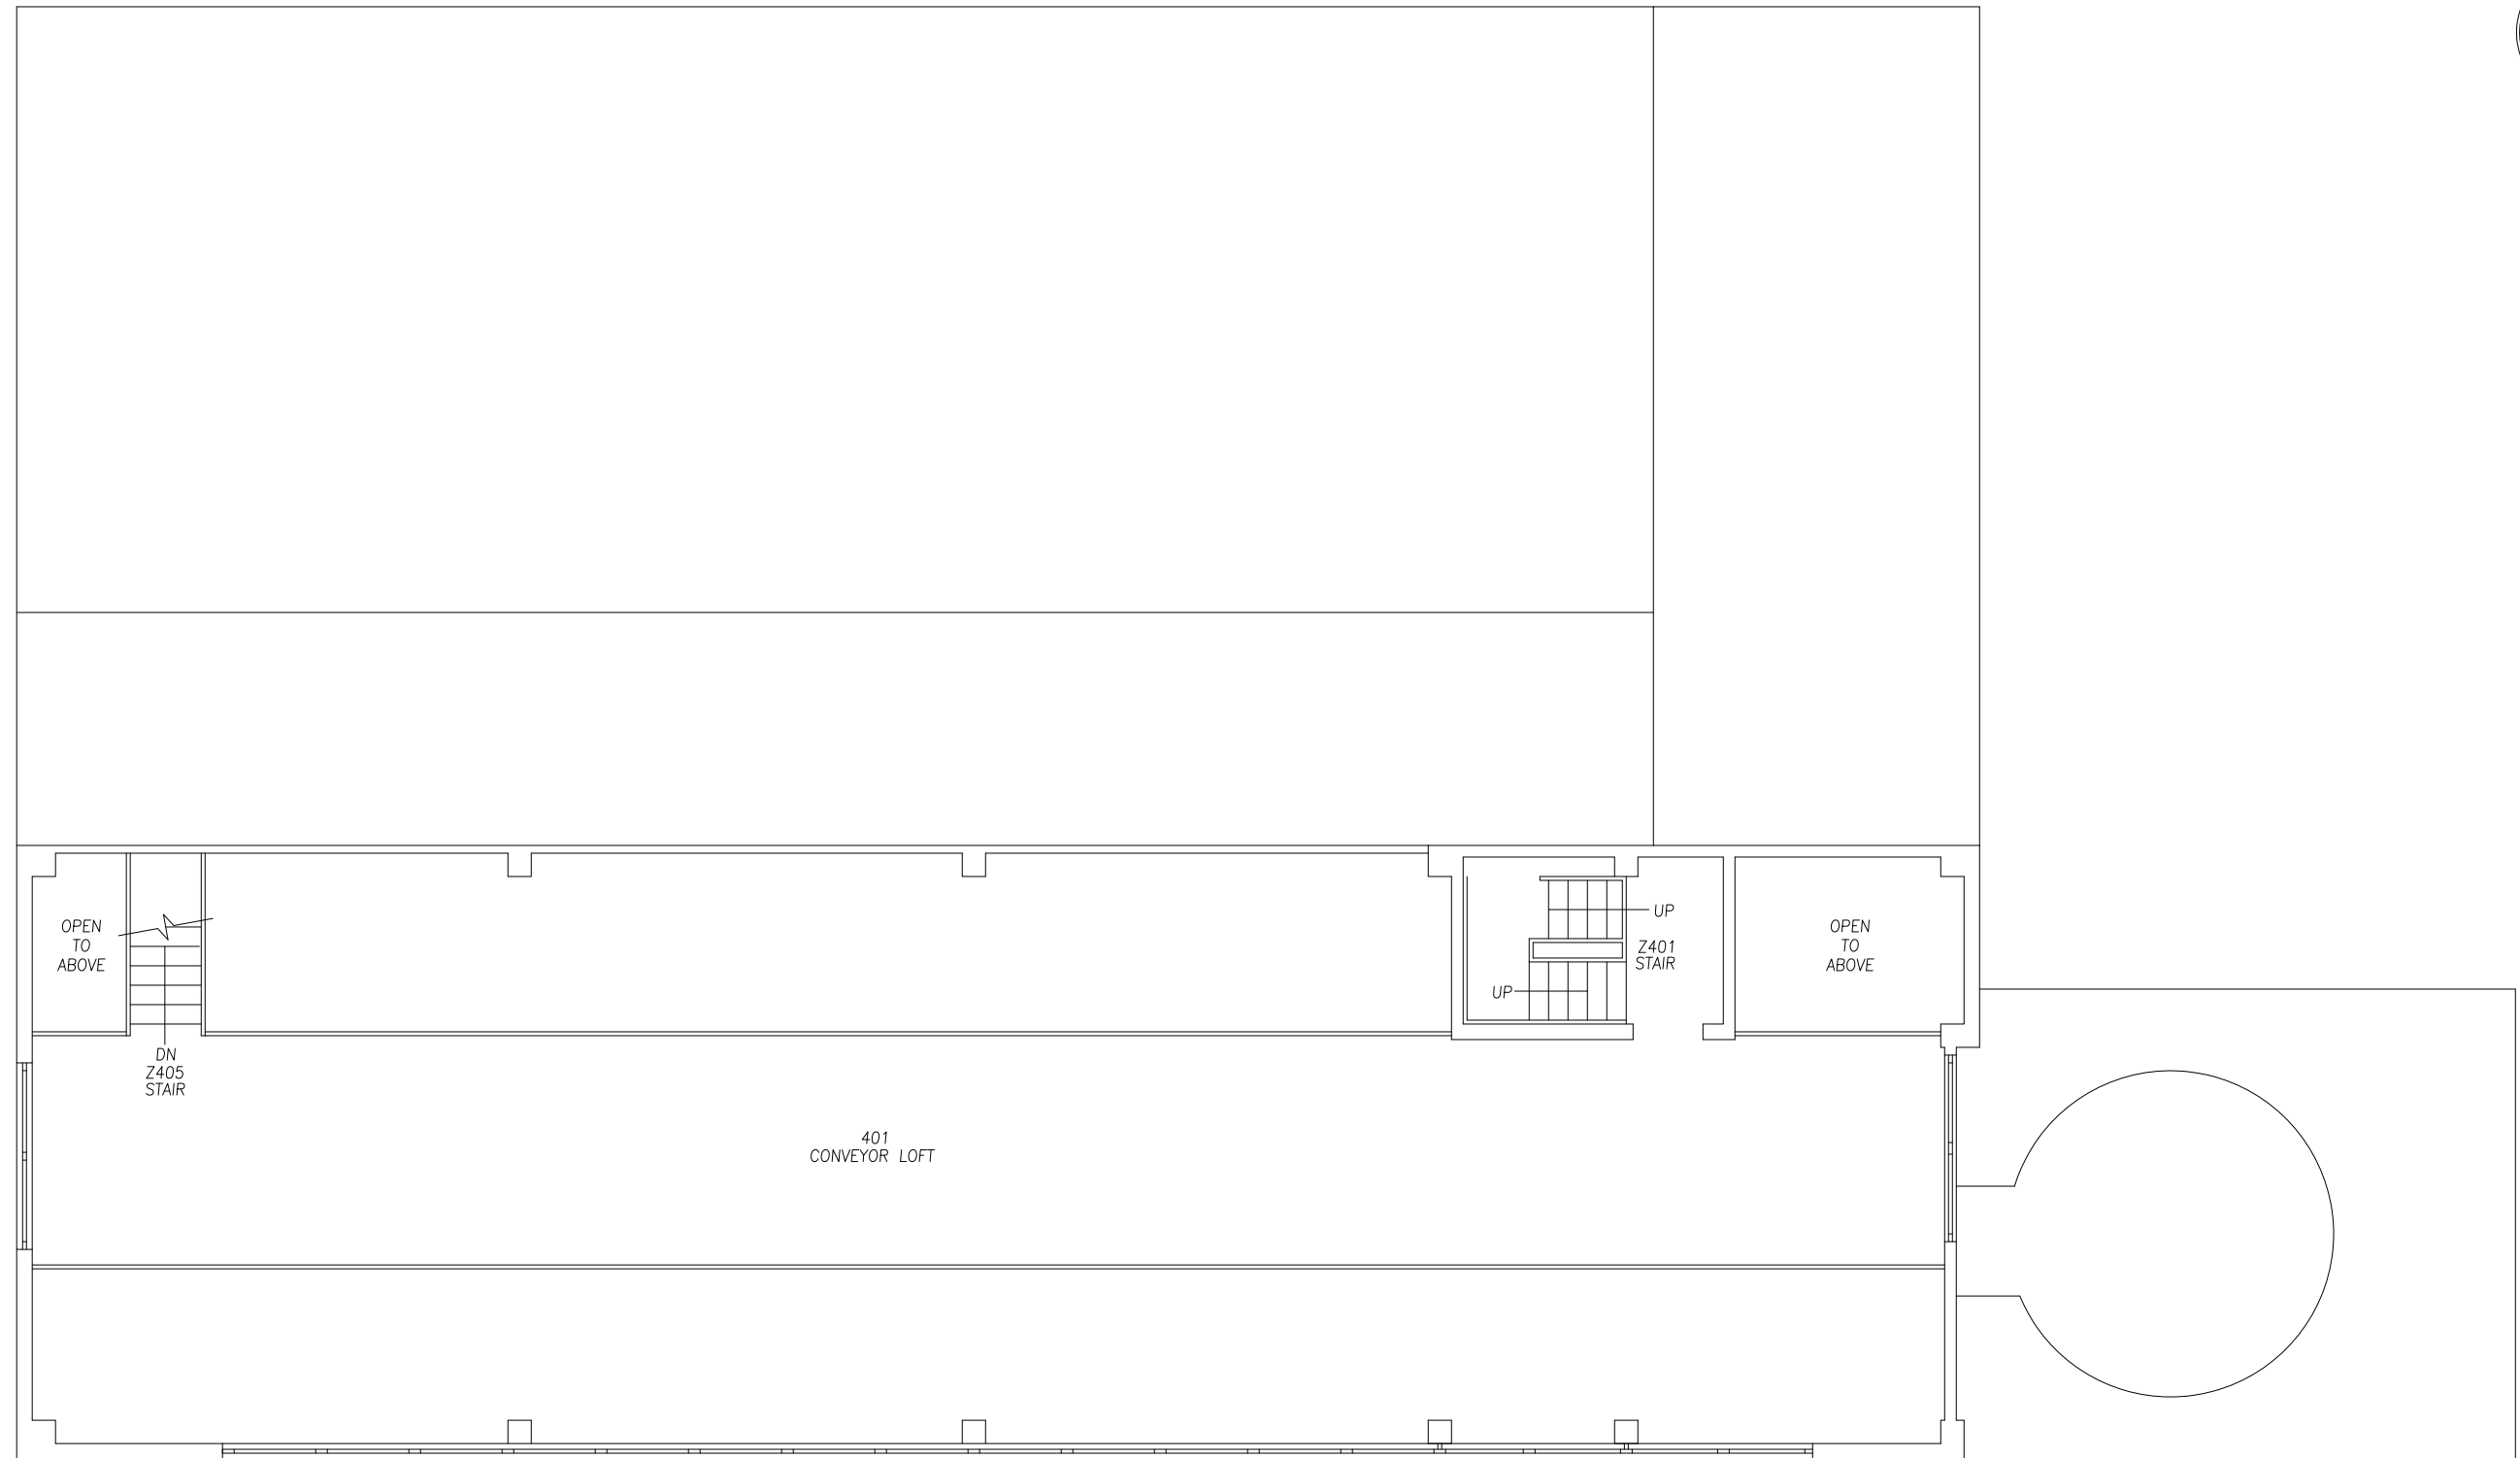 OPEN
TO
ABOVE
UP
Z401
STAIR
UP
OPEN
TO
ABOVE
DN
Z405
STAIR
401
CONVEYOR LOFT